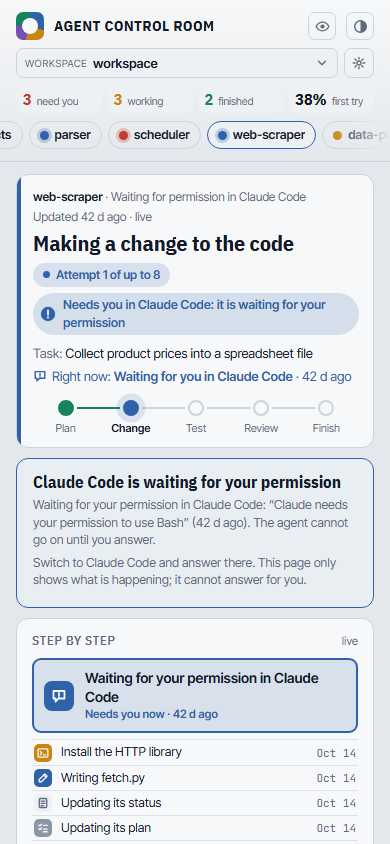 AGENT CONTROL ROOM
WORKSPACE workspace
3 need you 3 working 2 finished 38% first try
parser scheduler web-scraper
web-scraper · Waiting for permission in Claude Code
Updated 42 d ago · live
Making a change to the code
Attempt 1 of up to 8
Needs you in Claude Code: it is waiting for your
permission
Task: Collect product prices into a spreadsheet file
Right now: Waiting for you in Claude Code · 42 d ago
Plan Change Test Review Finish
Claude Code is waiting for your permission
Waiting for your permission in Claude Code: “Claude needs
your permission to use Bash” (42 d ago). The agent cannot
go on until you answer.
Switch to Claude Code and answer there. This page only
shows what is happening; it cannot answer for you.
STEP BY STEP live
Waiting for your permission in Claude
Code
Needs you now · 42 d ago
Install the HTTP library Oct 14
Writing fetch.py Oct 14
Updating its status Oct 14
Updating its plan Oct 14